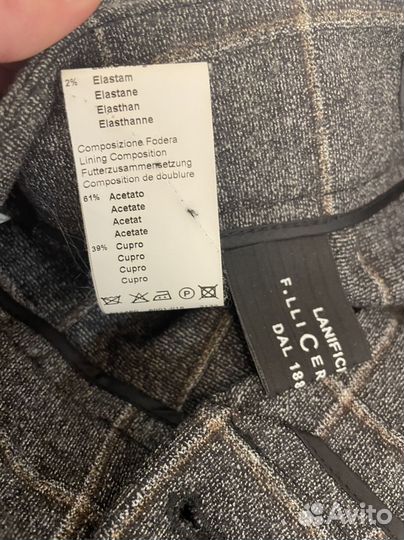 2% Elastam
Elastane
Elasthan
Elasthanne
Composizione Fodera
Lining Composition
Futterzusammensetzung
Composition de doublure
61% Acetato
Acetate
Acetat
Acetate
39% Cupro
Cupro
Cupro
Cupro
P
LANIFICI
F.LLI CER
DAL 188
Avito